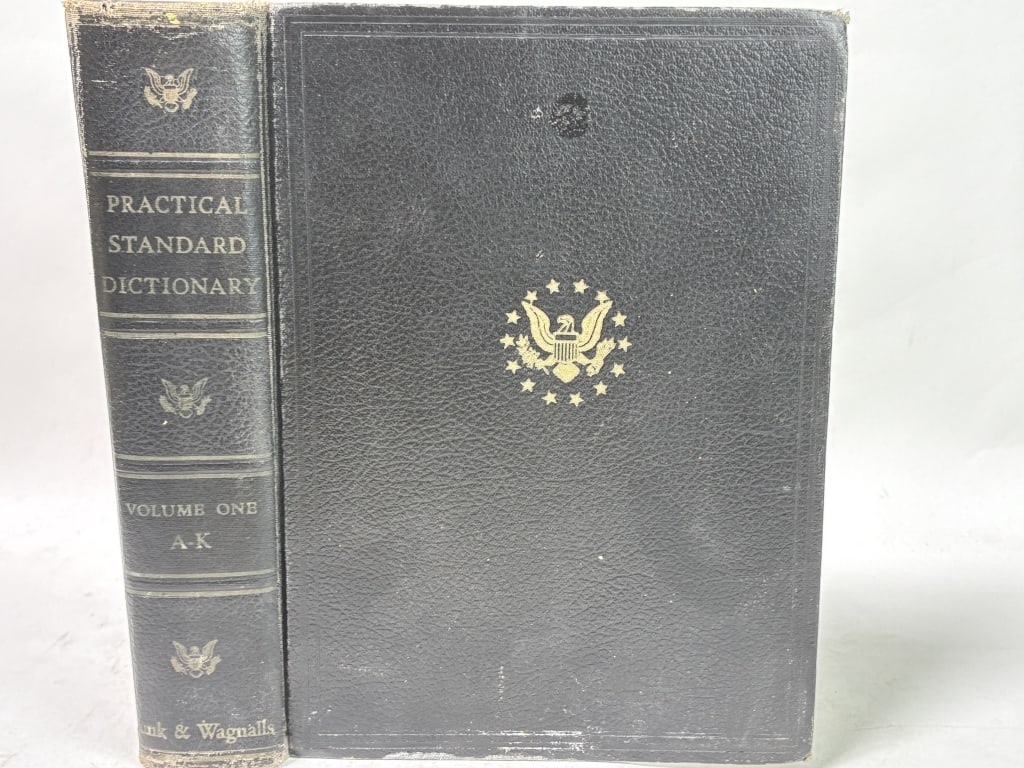 PRACTICAL
STANDARD
DICTIONARY
VOLUME ONE
A-K
unk & Wagnalls